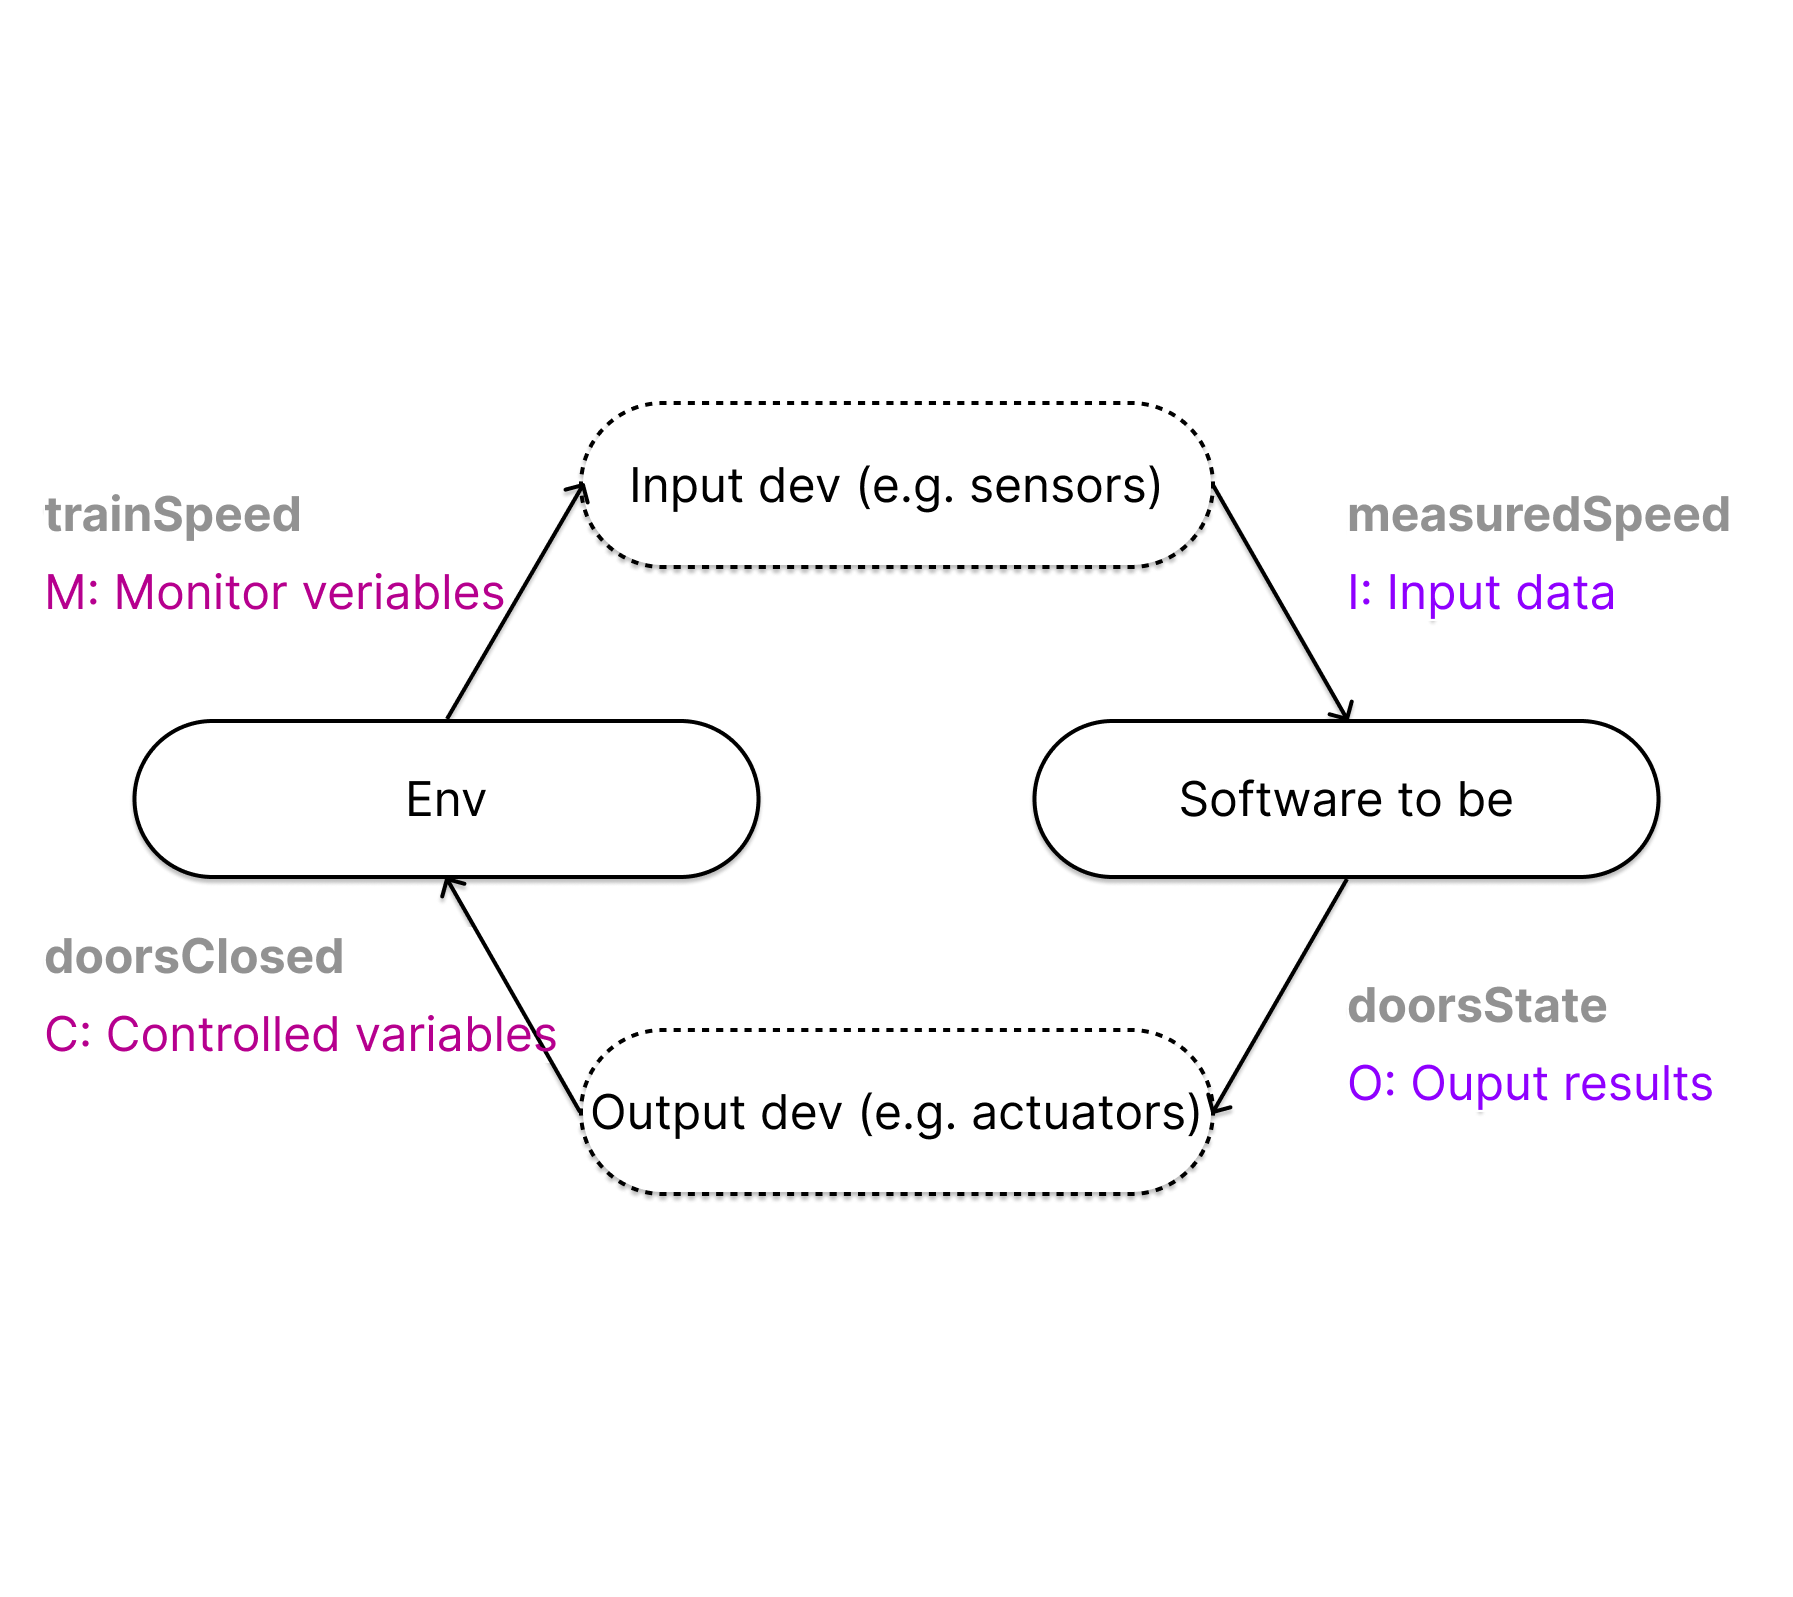 Input dev (e.g. sensors)
trainSpeed
M: Monitor veriables
measuredSpeed
I: Input data
Env
Software to be
doorsClosed
C: Controlled variables
doorsState
O: Ouput results
Output dev (e.g. actuators)